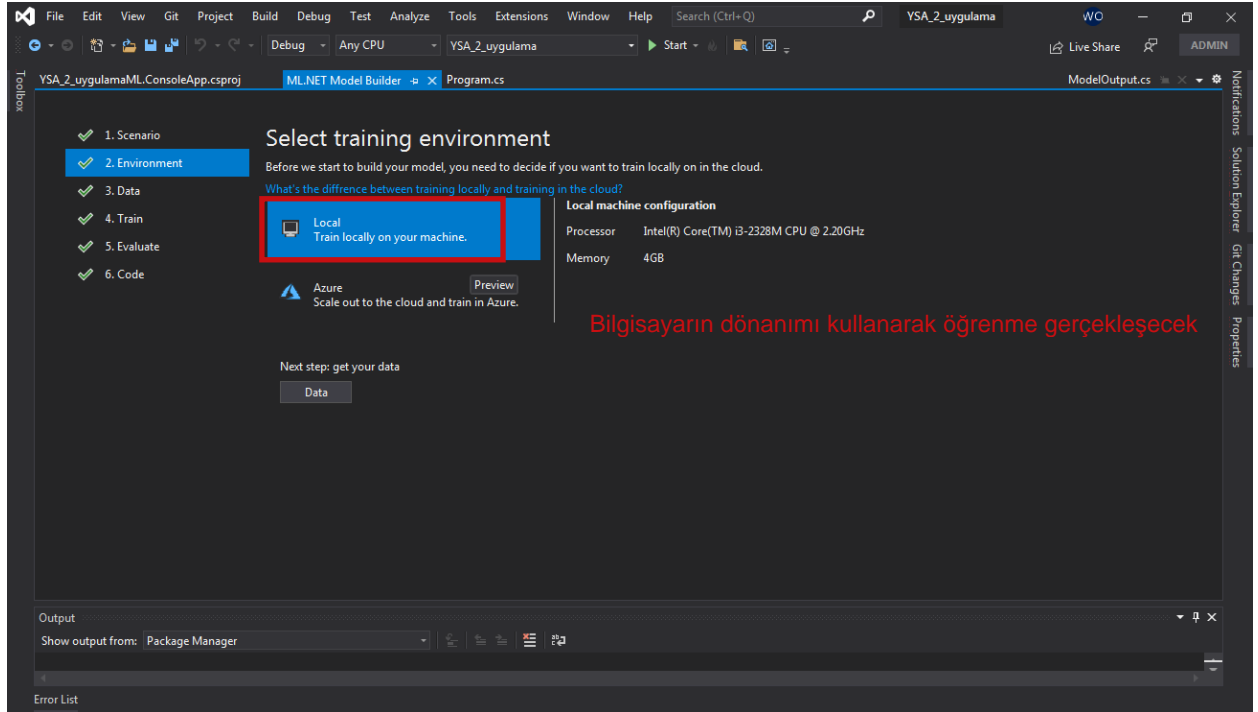 File Edit View Git Project Build Debug Test Analyze Tools Extensions Window Help Search (Ctrl+Q) YSA_2_uygulama WO
Debug Any CPU YSA_2_uygulama Start Live Share ADMIN
YSA_2_uygulamaML.ConsoleApp.csproj ML.NET Model Builder Program.cs ModelOutput.cs
Toolbox
Notifications
Solution Explorer
Git Changes
Properties
1. Scenario
2. Environment
3. Data
4. Train
5. Evaluate
6. Code
Select training environment
Before we start to build your model, you need to decide if you want to train locally on in the cloud.
What's the diffrence between training locally and training in the cloud?
Local
Train locally on your machine.
Azure Preview
Scale out to the cloud and train in Azure.
Local machine configuration
Processor Intel(R) Core(TM) i3-2328M CPU @ 2.20GHz
Memory 4GB
Bilgisayarın dönanımı kullanarak öğrenme gerçekleşecek
Next step: get your data
Data
Output
Show output from: Package Manager
Error List